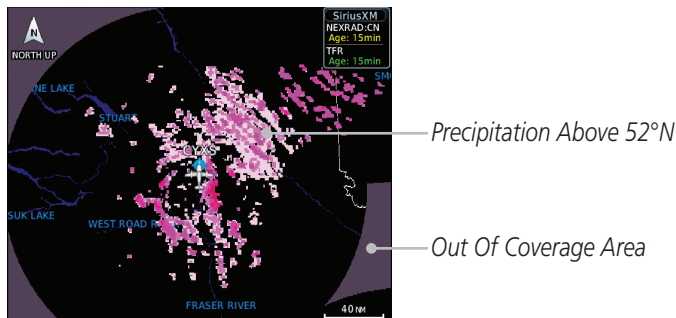 SiriusXM
NEXRAD:CN
Age: 15min
TFR
Age: 15min
N
NORTH UP
SMO
NE LAKE
STUART
Precipitation Above 52°N
CYXS
SUK LAKE
WEST ROAD R
Out Of Coverage Area
FRASER RIVER
40 NM